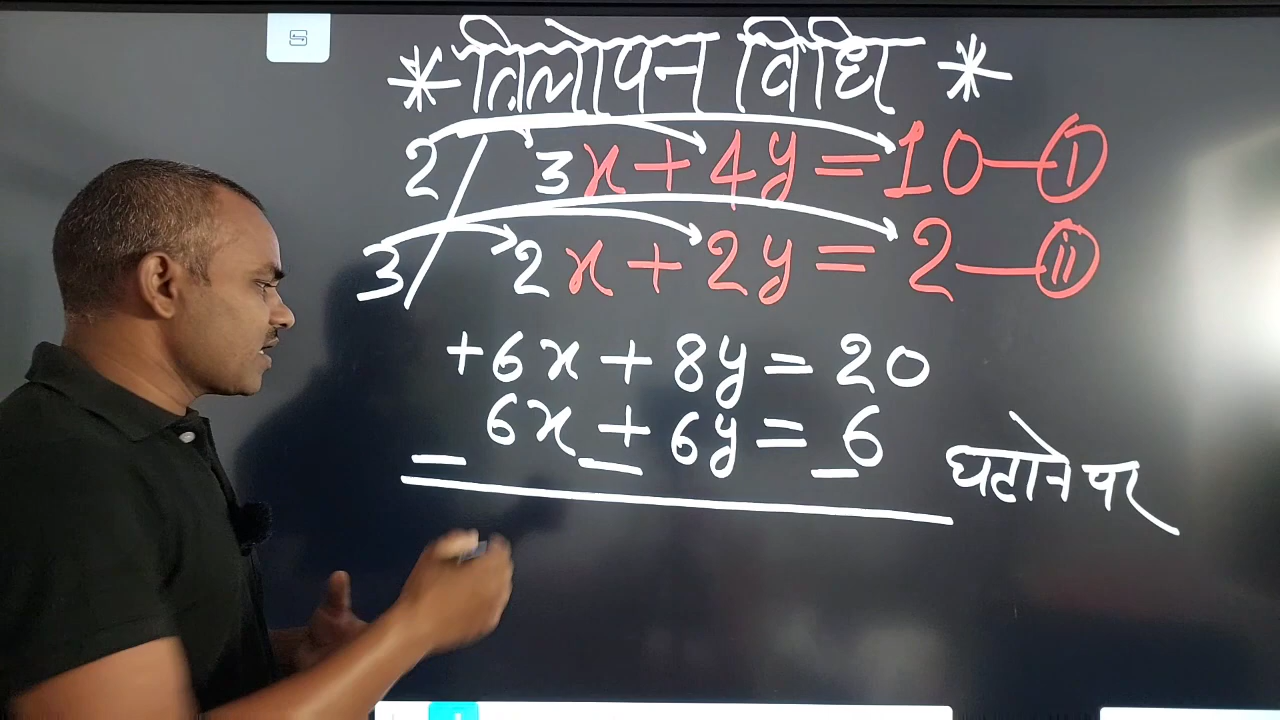 * विलोपन विधि *
2/ 3x+4y=10—(i)
3/ 2x+2y=2—(ii)
+6x+8y=20
6x+6y=6
_ _ _ घटाने पर